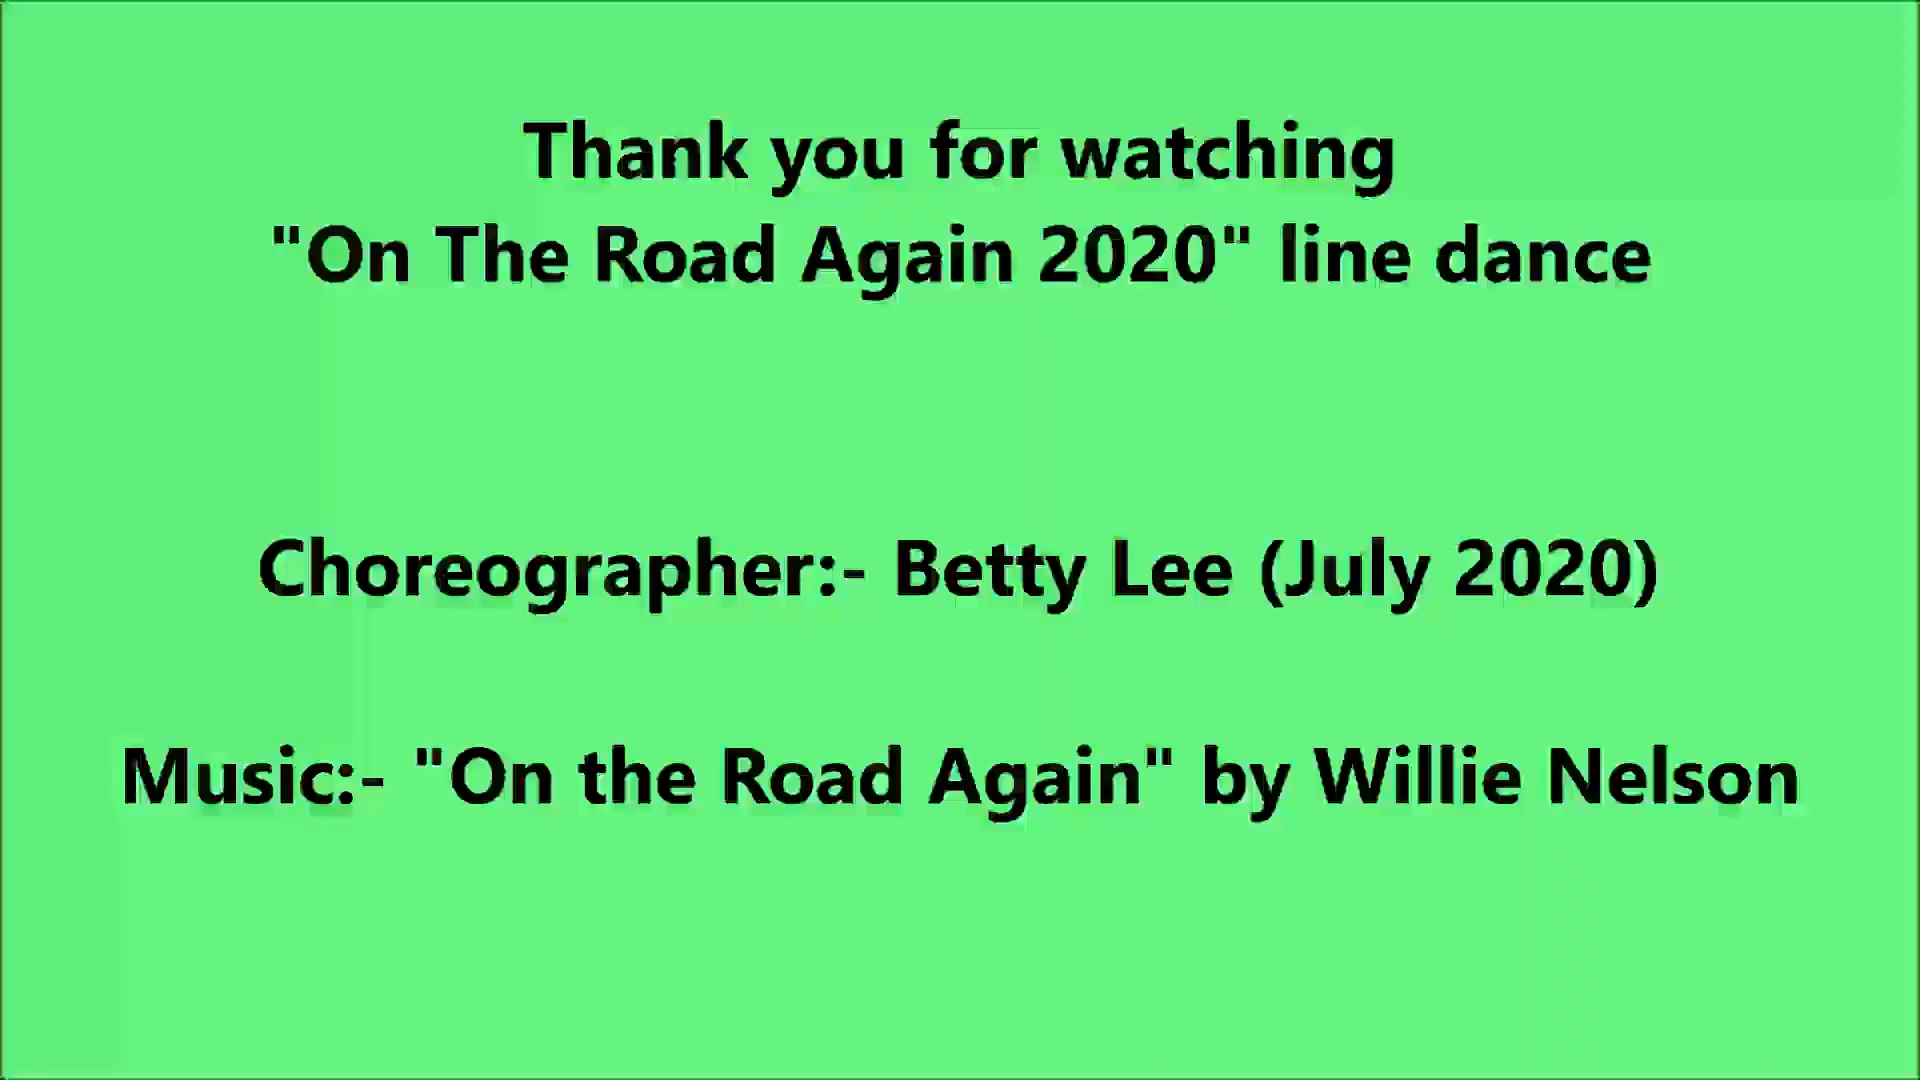 Thank you for watching
"On The Road Again 2020" line dance
Choreographer:- Betty Lee (July 2020)
Music:- "On the Road Again" by Willie Nelson